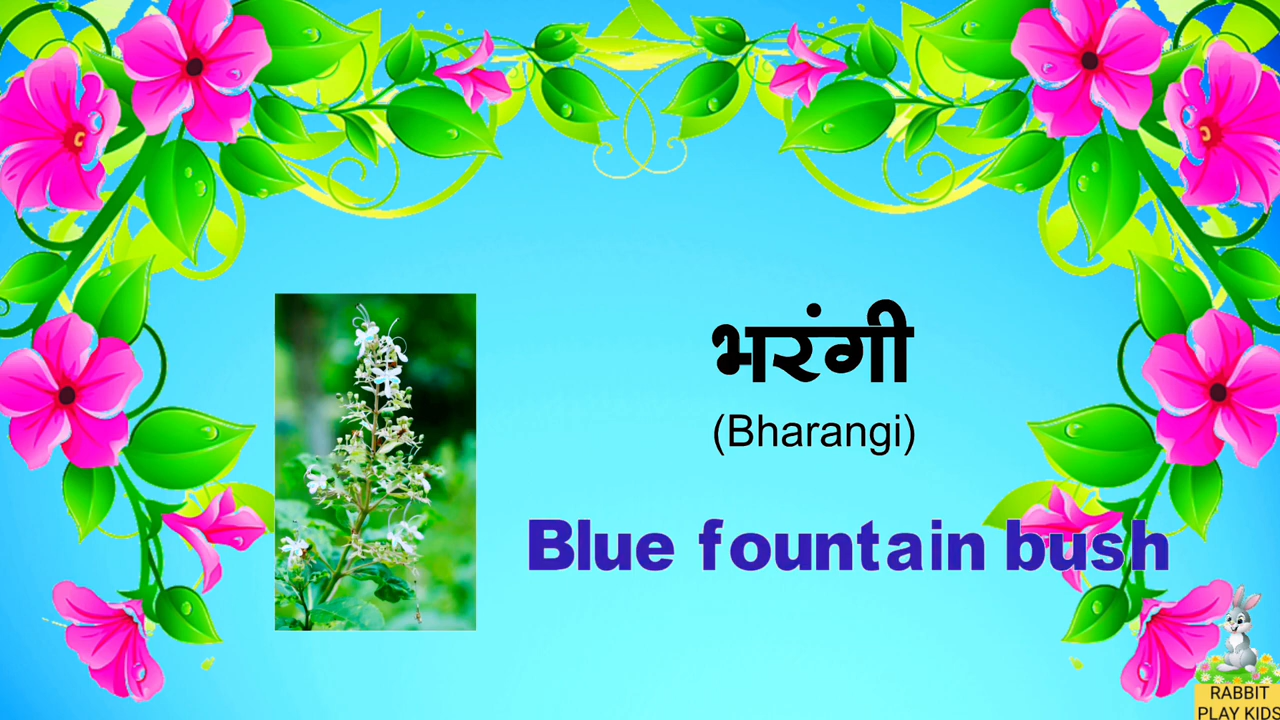 भरंगी
(Bharangi)
Blue fountain bush
RABBIT
PLAY KIDS